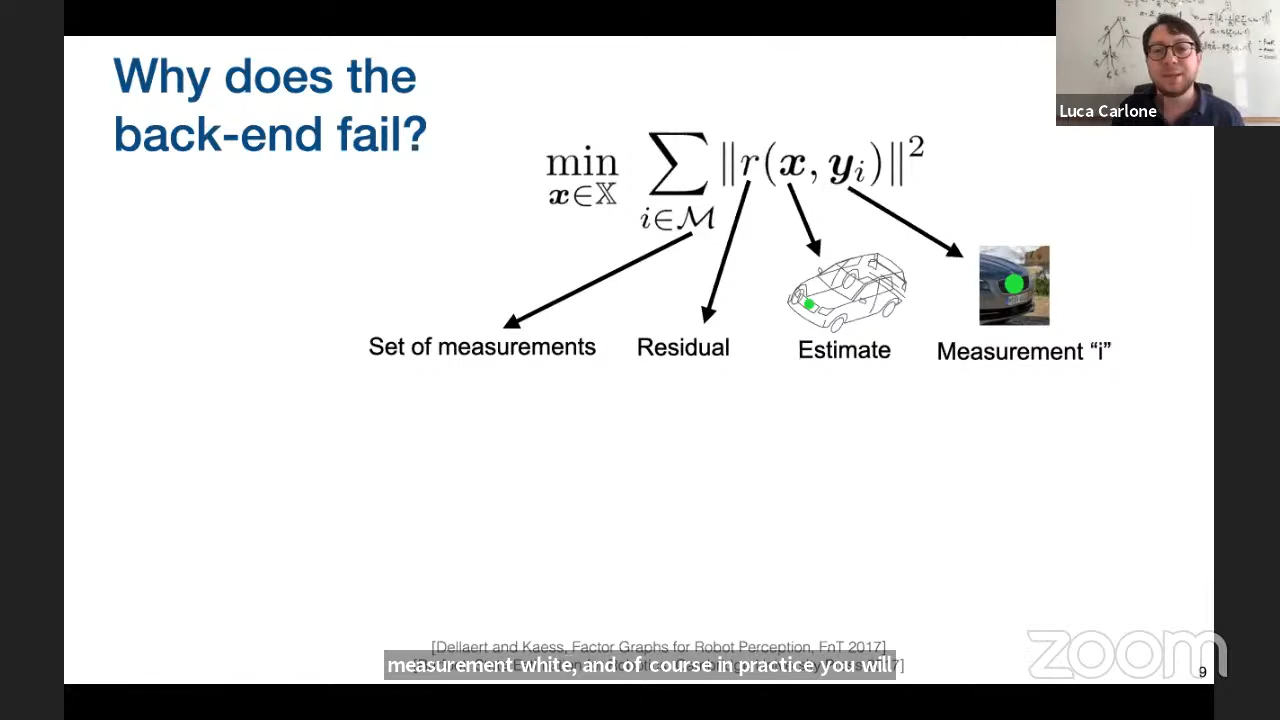 Why does the
back-end fail?
min x∈𝕏 ∑ i∈ℳ ‖r(x, yᵢ)‖²
Luca Carlone
Set of measurements
Residual
Estimate
Measurement “i”
[Dellaert and Kaess, Factor Graphs for Robot Perception, FnT 2017]
measurement white, and of course in practice you will
zoom
9